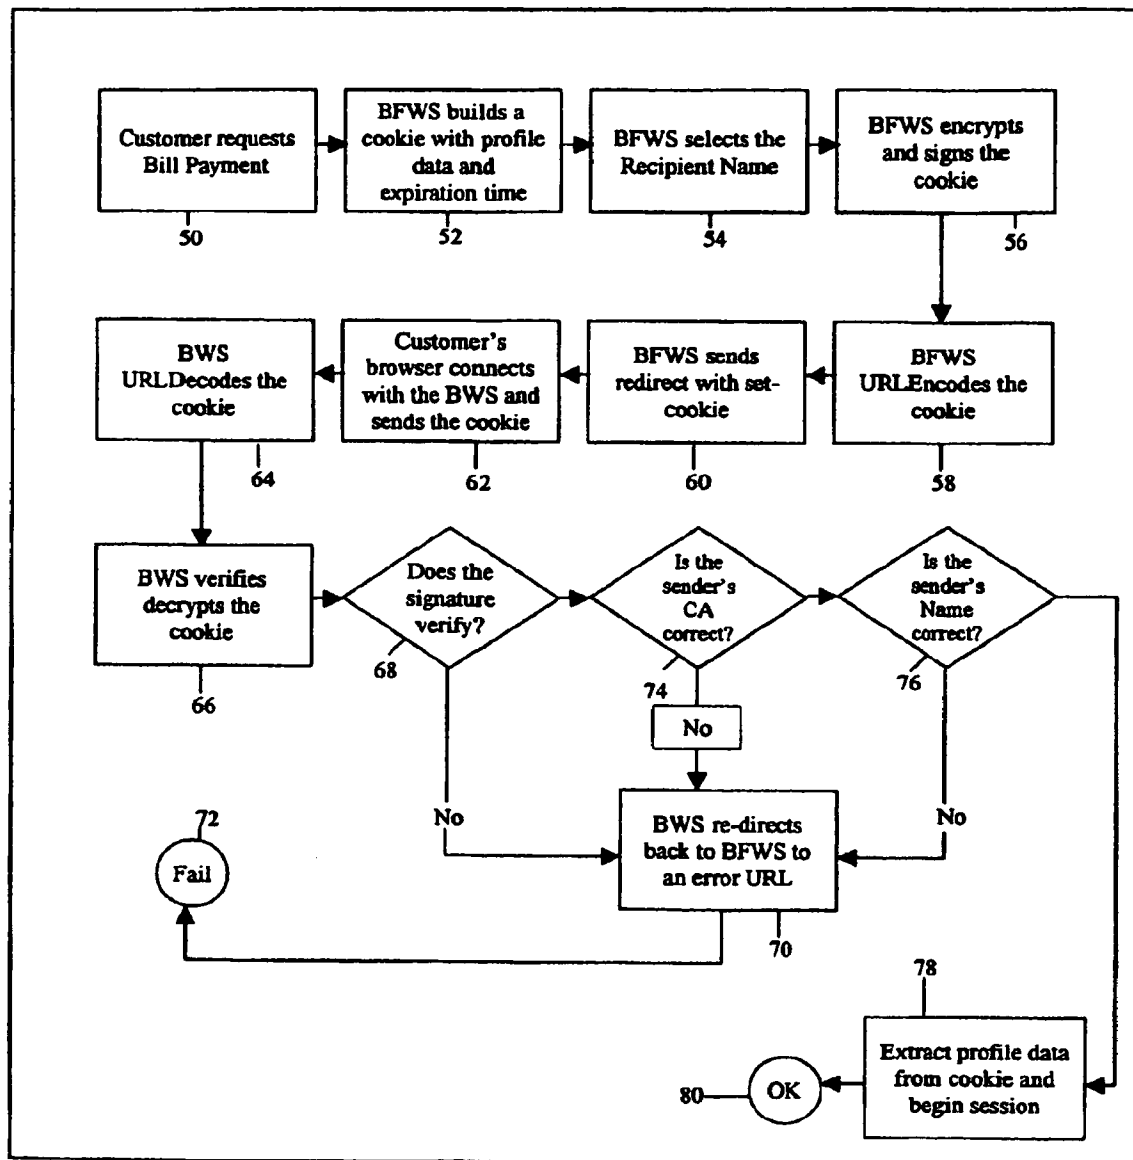 Customer requests
Bill Payment
50
BFWS builds a
cookie with profile
data and
expiration time
52
BFWS selects the
Recipient Name
54
BFWS encrypts
and signs the
cookie
56
BFWS
URLEncodes the
cookie
58
BFWS sends
redirect with set-
cookie
60
Customer's
browser connects
with the BWS and
sends the cookie
62
BWS
URLDecodes the
cookie
64
BWS verifies
decrypts the
cookie
66
Does the
signature
verify?
68
Is the
sender's
CA
correct?
74
Is the
sender's
Name
correct?
76
No
No
No
BWS re-directs
back to BFWS to
an error URL
70
72
Fail
78
Extract profile data
from cookie and
begin session
80
OK